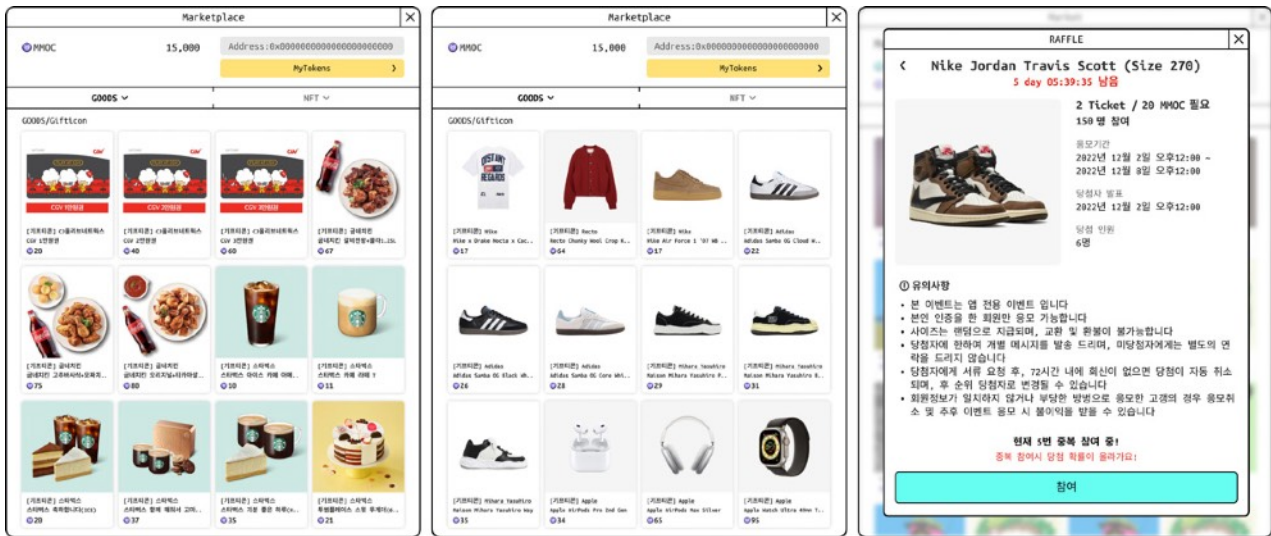 Marketplace
MMOC 15,000 Address:0x0000000000000000000000
MyTokens
GOODS NFT
GOODS/Gifticon
CGV CGV CGV
CGV 1만원권 CGV 2만원권 CGV 3만원권
[기프티콘] CJ올리브네트웍스 [기프티콘] CJ올리브네트웍스 [기프티콘] CJ올리브네트웍스 [기프티콘] 굽네치킨
CGV 1만원권 CGV 2만원권 CGV 3만원권
20 40 60 67
[기프티콘] 굽네치킨 [기프티콘] 굽네치킨 [기프티콘] 스타벅스 [기프티콘] 스타벅스
스타벅스 아이스 카페 아메... 스타벅스 카페 라떼 T
75 80 10 11
[기프티콘] 스타벅스 [기프티콘] 스타벅스 [기프티콘] 스타벅스 [기프티콘] 스타벅스
20 37 35 21
Marketplace
MMOC 15,000 Address:0x0000000000000000000000
MyTokens
GOODS NFT
GOODS/Gifticon
[기프티콘] Nike [기프티콘] Recto [기프티콘] Nike [기프티콘] Adidas
Nike x Drake Nocta x Cac.. Recto Chunky Wool Crop K.. Nike Air Force 1 '07 WB .. Adidas Samba OG Cloud W..
17 64 17 22
[기프티콘] Adidas [기프티콘] Adidas [기프티콘] Mihara Yasuhiro [기프티콘] Mihara Yasuhiro
Adidas Samba OG Black Wh.. Adidas Samba OG Core Whi.. Maison Mihara Yasuhiro P.. Maison Mihara Yasuhiro B..
26 28 29 31
[기프티콘] Mihara Yasuhiro [기프티콘] Apple [기프티콘] Apple [기프티콘] Apple
Maison Mihara Yasuhiro Way Apple AirPods Pro 2nd Gen Apple AirPods Max Silver Apple Watch Ultra 49mm T..
35 34 65 95
RAFFLE
Nike Jordan Travis Scott (Size 270)
5 day 05:39:35 남음
2 Ticket / 20 MMOC 필요
150 명 참여
응모기간
2022년 12월 2일 오후12:00 ~
2022년 12월 8일 오후12:00
당첨자 발표
2022년 12월 2일 오후12:00
당첨 인원
6명
유의사항
• 본 이벤트는 앱 전용 이벤트 입니다
• 본인 인증을 한 회원만 응모 가능합니다
• 사이즈는 랜덤으로 지급되며, 교환 및 환불이 불가능합니다
• 당첨자에 한하여 개별 메시지를 발송 드리며, 미당첨자에게는 별도의 연
락을 드리지 않습니다
• 당첨자에게 서류 요청 후, 72시간 내에 회신이 없으면 당첨이 자동 취소
되며, 후 순위 당첨자로 변경될 수 있습니다
• 회원정보가 일치하지 않거나 부당한 방법으로 응모한 고객의 경우 응모취
소 및 추후 이벤트 응모 시 불이익을 받을 수 있습니다
현재 5번 중복 참여 중!
중복 참여시 당첨 확률이 올라가요!
참여